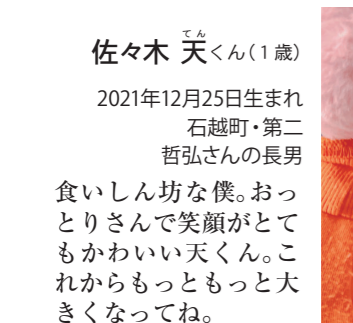 佐々木 天くん（1歳）
てん
2021年12月25日生まれ
石越町・第二
哲弘さんの長男
食いしん坊な僕。おっ
とりさんで笑顔がとて
もかわいい天くん。こ
れからもっともっと大
きくなってね。